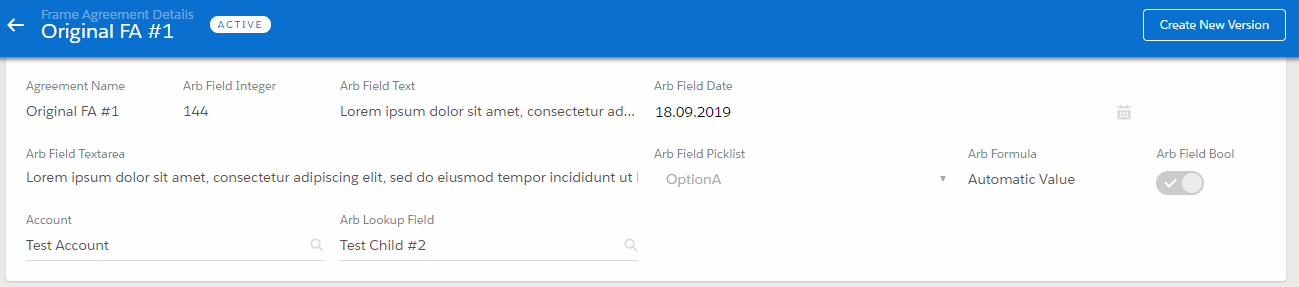 Frame Agreement Details
Original FA #1
ACTIVE
Create New Version
Agreement Name
Arb Field Integer
Arb Field Text
Arb Field Date
Original FA #1
144
Lorem ipsum dolor sit amet, consectetur ad...
18.09.2019
Arb Field Textarea
Arb Field Picklist
Arb Formula
Arb Field Bool
Lorem ipsum dolor sit amet, consectetur adipiscing elit, sed do eiusmod tempor incididunt ut
OptionA
Automatic Value
Account
Arb Lookup Field
Test Account
Test Child #2